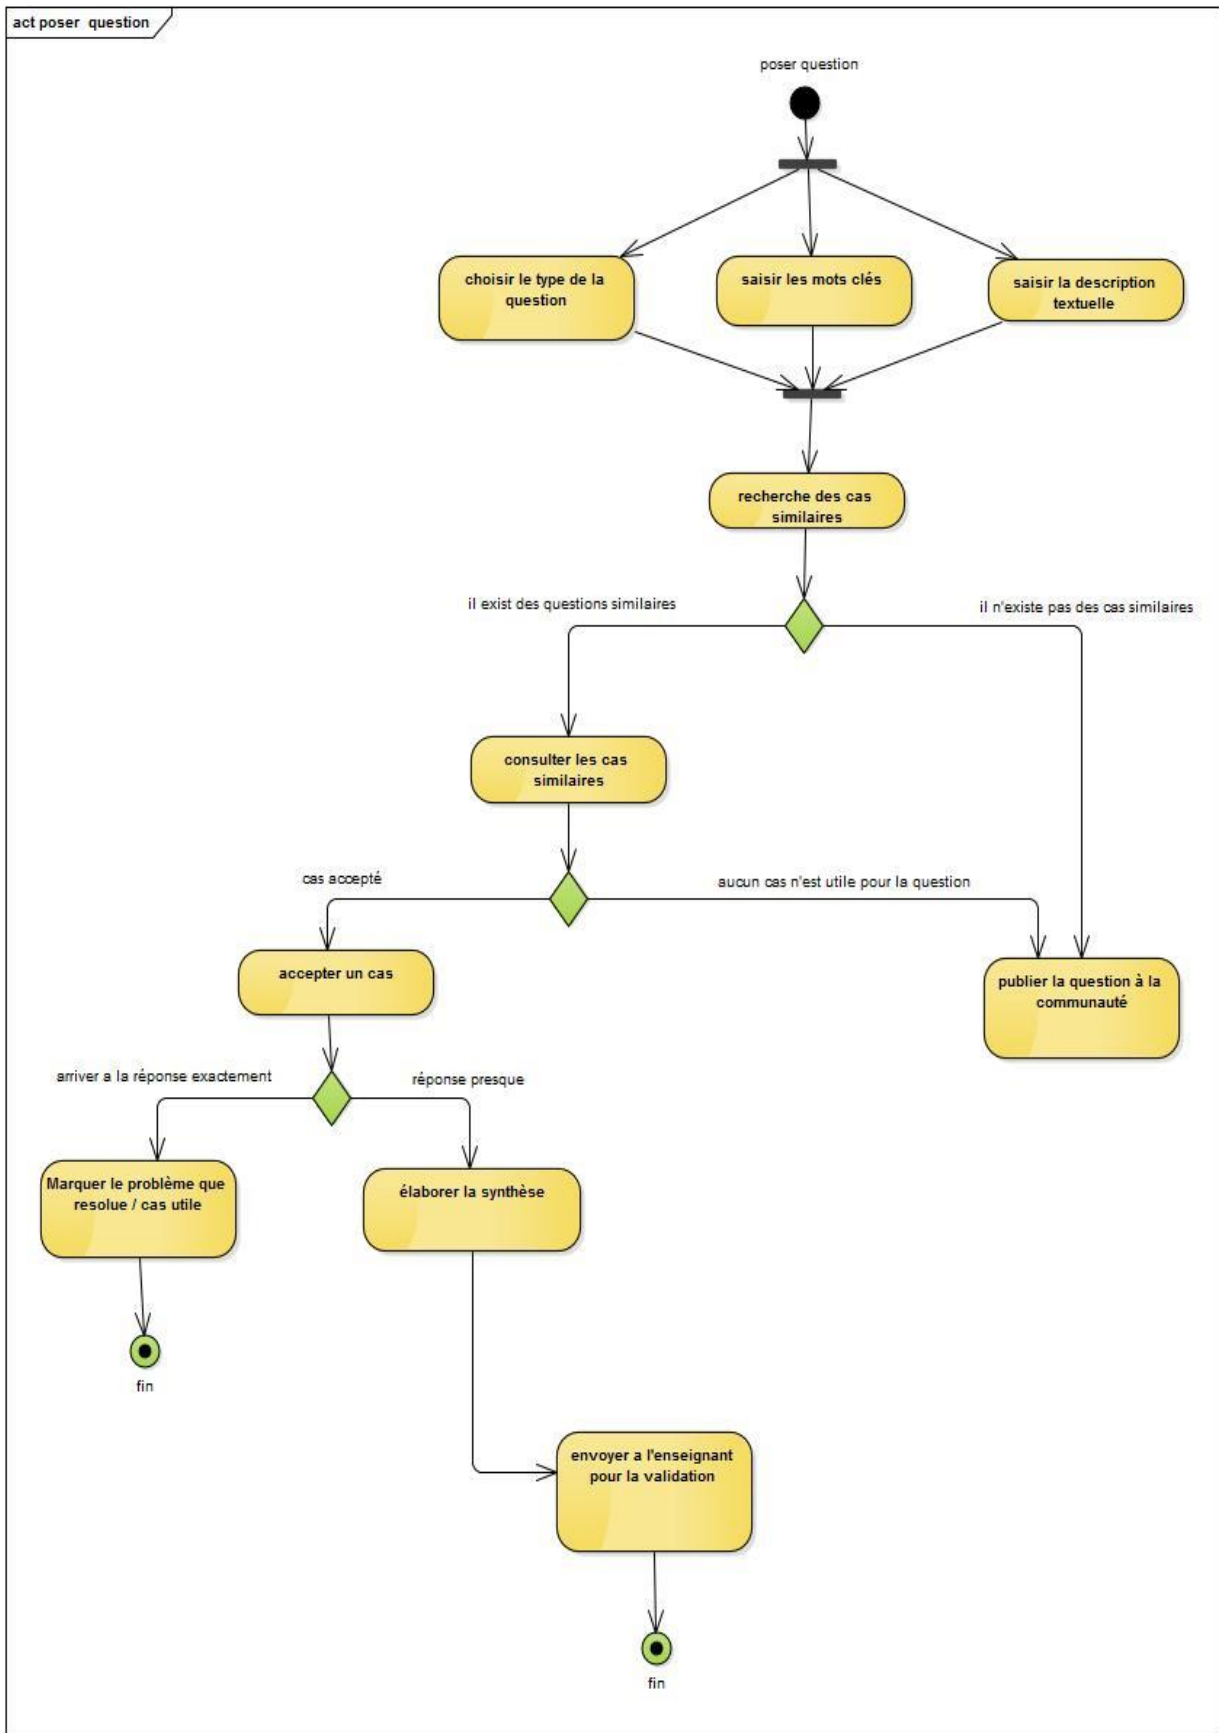 act poser question
poser question
choisir le type de la
question
saisir les mots clés
saisir la description
textuelle
recherche des cas
similaires
il exist des questions similaires
il n'existe pas des cas similaires
consulter les cas
similaires
cas accepté
aucun cas n'est utile pour la question
accepter un cas
publier la question à la
communauté
arriver a la réponse exactement
réponse presque
Marquer le problème que
resolue / cas utile
élaborer la synthèse
fin
envoyer a l'enseignant
pour la validation
fin